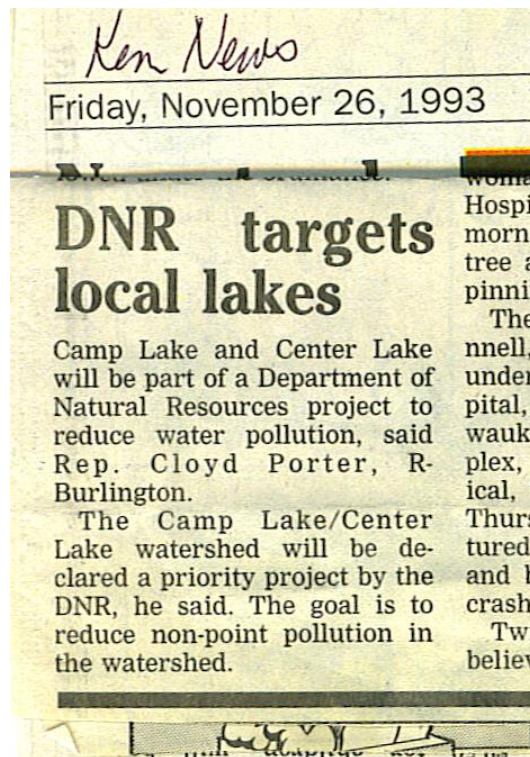 Ken News
Friday, November 26, 1993
DNR targets
local lakes
Camp Lake and Center Lake
will be part of a Department of
Natural Resources project to
reduce water pollution, said
Rep. Cloyd Porter, R-
Burlington.
The Camp Lake/Center
Lake watershed will be de-
clared a priority project by the
DNR, he said. The goal is to
reduce non-point pollution in
the watershed.
Hospi
morn
tree a
pinni
The
nnell,
under
pital,
wauk
plex,
ical,
Thurs
tured
and
crash
Tw
believ